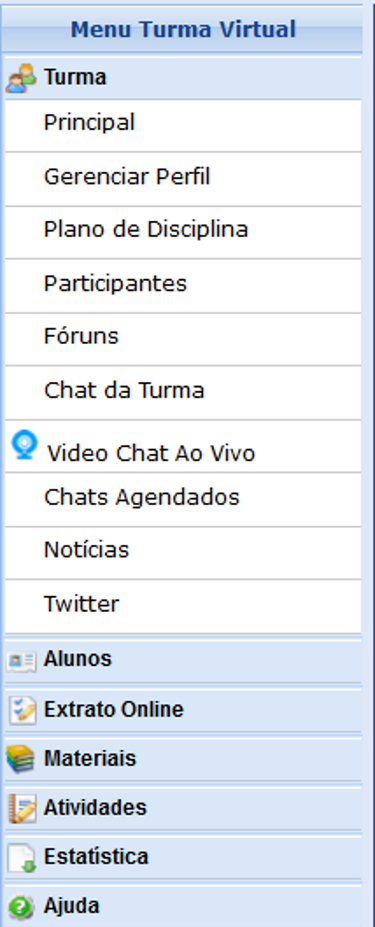 Menu Turma Virtual
Turma
Principal
Gerenciar Perfil
Plano de Disciplina
Participantes
Fóruns
Chat da Turma
Video Chat Ao Vivo
Chats Agendados
Notícias
Twitter
Alunos
Extrato Online
Materiais
Atividades
Estatística
Ajuda